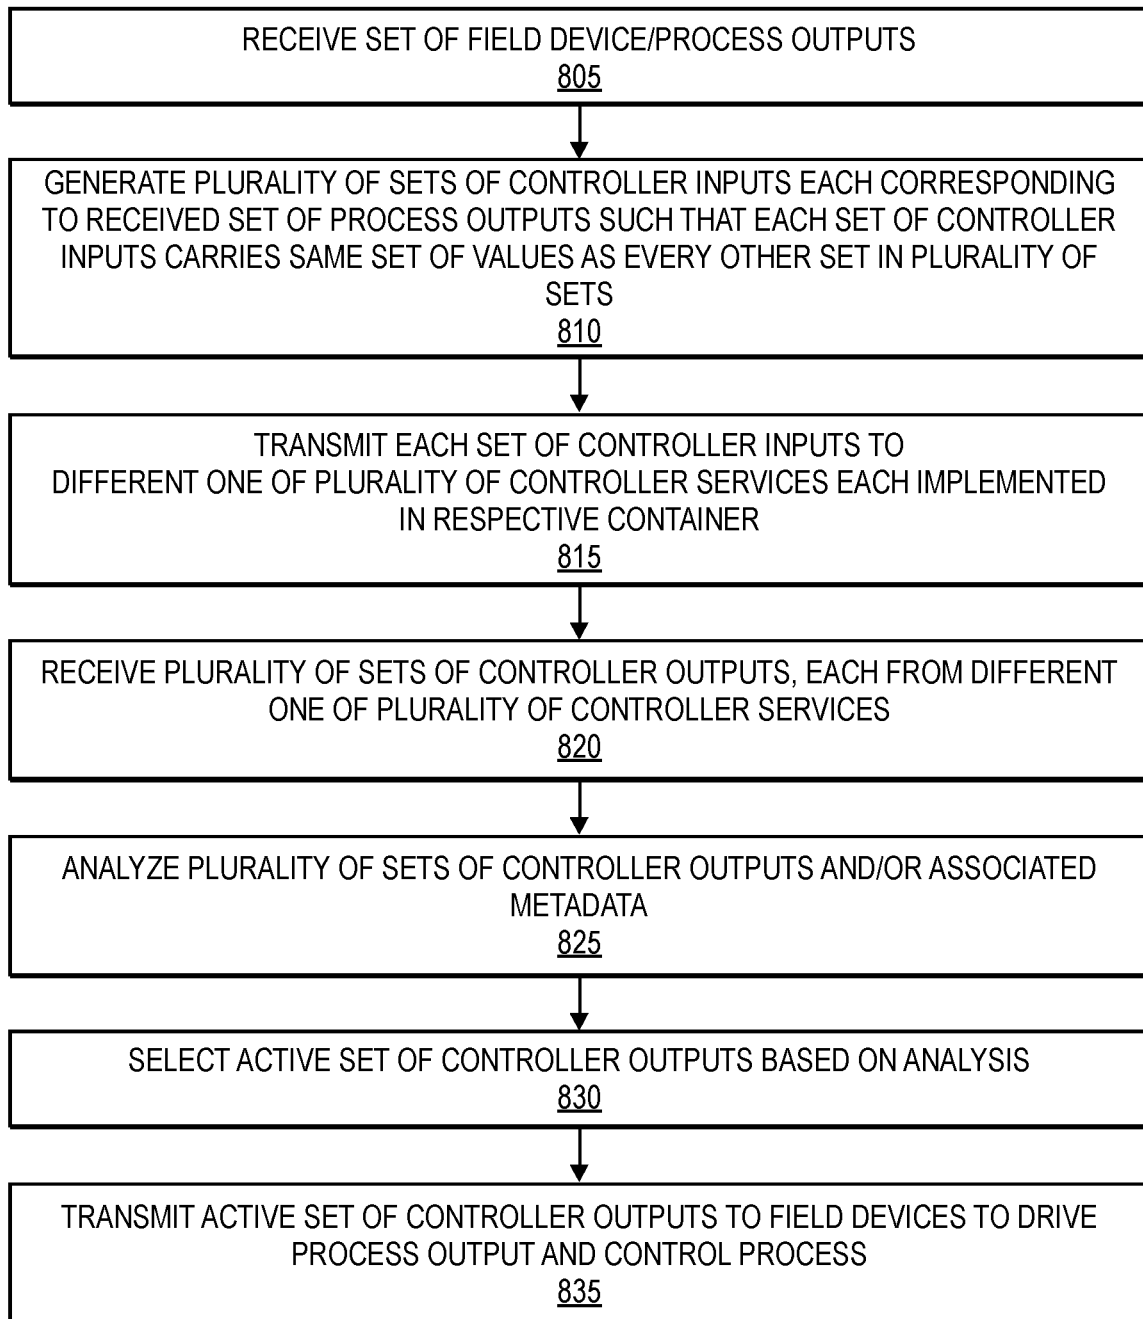 RECEIVE SET OF FIELD DEVICE/PROCESS OUTPUTS
805
GENERATE PLURALITY OF SETS OF CONTROLLER INPUTS EACH CORRESPONDING
TO RECEIVED SET OF PROCESS OUTPUTS SUCH THAT EACH SET OF CONTROLLER
INPUTS CARRIES SAME SET OF VALUES AS EVERY OTHER SET IN PLURALITY OF
SETS
810
TRANSMIT EACH SET OF CONTROLLER INPUTS TO
DIFFERENT ONE OF PLURALITY OF CONTROLLER SERVICES EACH IMPLEMENTED
IN RESPECTIVE CONTAINER
815
RECEIVE PLURALITY OF SETS OF CONTROLLER OUTPUTS, EACH FROM DIFFERENT
ONE OF PLURALITY OF CONTROLLER SERVICES
820
ANALYZE PLURALITY OF SETS OF CONTROLLER OUTPUTS AND/OR ASSOCIATED
METADATA
825
SELECT ACTIVE SET OF CONTROLLER OUTPUTS BASED ON ANALYSIS
830
TRANSMIT ACTIVE SET OF CONTROLLER OUTPUTS TO FIELD DEVICES TO DRIVE
PROCESS OUTPUT AND CONTROL PROCESS
835